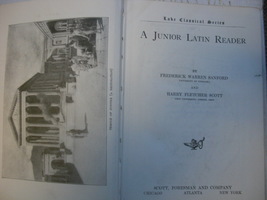 Lake Classical Series
A JUNIOR LATIN READER
BY
FREDERICK WARREN SANFORD
AND
HARRY FLETCHER SCOTT
SCOTT, FORESMAN AND COMPANY
CHICAGO ATLANTA NEW YORK